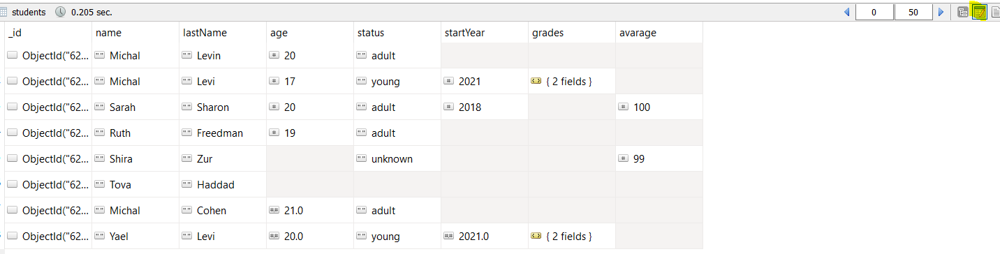 students 0.205 sec. 0 50
_id name lastName age status startYear grades avarage
ObjectId("62... "" Michal "" Levin # 20 "" adult
ObjectId("62... "" Michal "" Levi # 17 "" young # 2021 { 2 fields }
ObjectId("62... "" Sarah "" Sharon # 20 "" adult # 2018 # 100
ObjectId("62... "" Ruth "" Freedman # 19 "" adult
ObjectId("62... "" Shira "" Zur "" unknown # 99
ObjectId("62... "" Tova "" Haddad
ObjectId("62... "" Michal "" Cohen #.# 21.0 "" adult
ObjectId("62... "" Yael "" Levi #.# 20.0 "" young #.# 2021.0 { 2 fields }